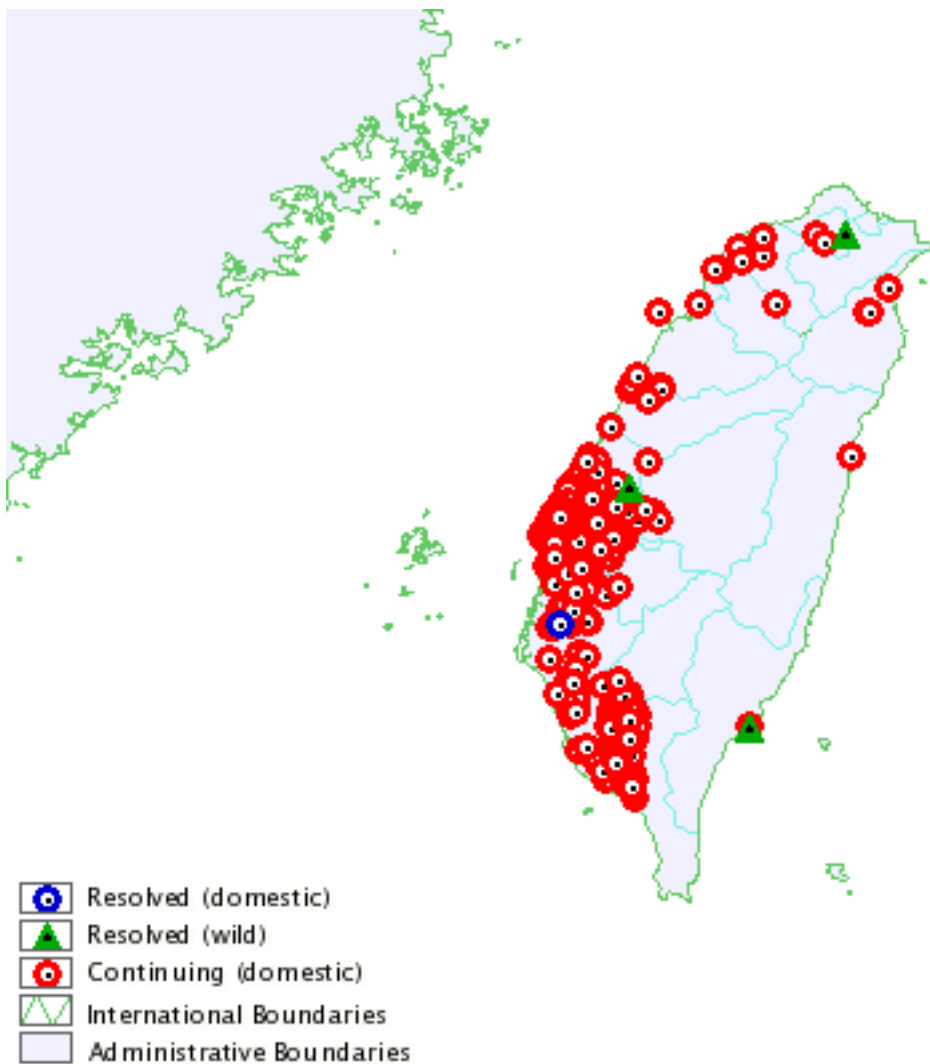 Resolved (domestic)
Resolved (wild)
Continuing (domestic)
International Boundaries
Administrative Boundaries